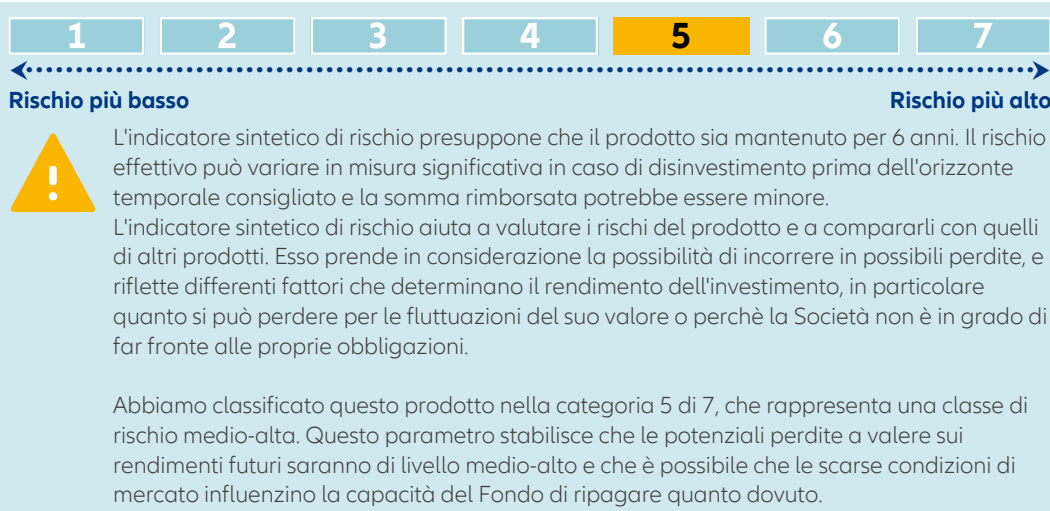 1 2 3 4 5 6 7
Rischio più basso Rischio più alto
L'indicatore sintetico di rischio presuppone che il prodotto sia mantenuto per 6 anni. Il rischio
effettivo può variare in misura significativa in caso di disinvestimento prima dell'orizzonte
temporale consigliato e la somma rimborsata potrebbe essere minore.
L'indicatore sintetico di rischio aiuta a valutare i rischi del prodotto e a compararli con quelli
di altri prodotti. Esso prende in considerazione la possibilità di incorrere in possibili perdite, e
riflette differenti fattori che determinano il rendimento dell'investimento, in particolare
quanto si può perdere per le fluttuazioni del suo valore o perchè la Società non è in grado di
far fronte alle proprie obbligazioni.
Abbiamo classificato questo prodotto nella categoria 5 di 7, che rappresenta una classe di
rischio medio-alta. Questo parametro stabilisce che le potenziali perdite a valere sui
rendimenti futuri saranno di livello medio-alto e che è possibile che le scarse condizioni di
mercato influenzino la capacità del Fondo di ripagare quanto dovuto.